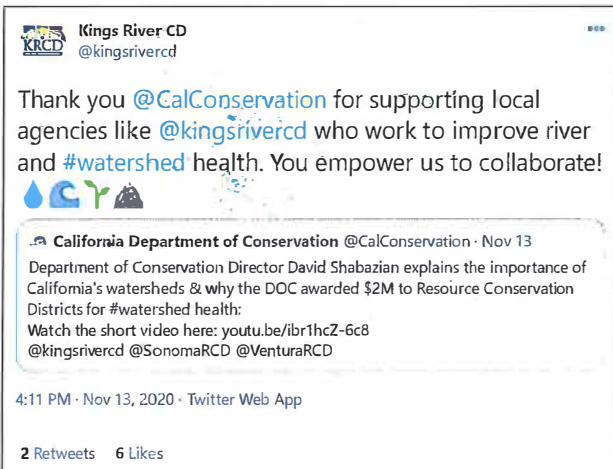 KRCD
Kings River CD
@kingsrivercd
Thank you @CalConservation for supporting local
agencies like @kingsrivercd who work to improve river
and #watershed health. You empower us to collaborate!
California Department of Conservation @CalConservation · Nov 13
Department of Conservation Director David Shabazian explains the importance of
California's watersheds & why the DOC awarded $2M to Resource Conservation
Districts for #watershed health:
Watch the short video here: youtu.be/ibr1hcZ-6c8
@kingsrivercd @SonomaRCD @VenturaRCD
4:11 PM · Nov 13, 2020 · Twitter Web App
2 Retweets 6 Likes